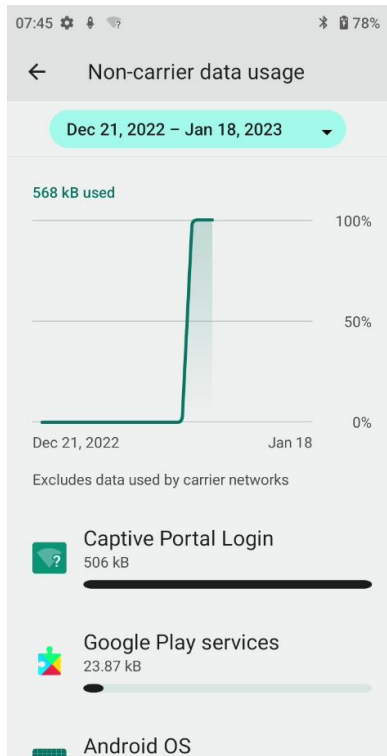 07:45 78%
Non-carrier data usage
Dec 21, 2022 – Jan 18, 2023
568 kB used
100%
50%
0%
Dec 21, 2022 Jan 18
Excludes data used by carrier networks
?
Captive Portal Login
506 kB
Google Play services
23.87 kB
Android OS